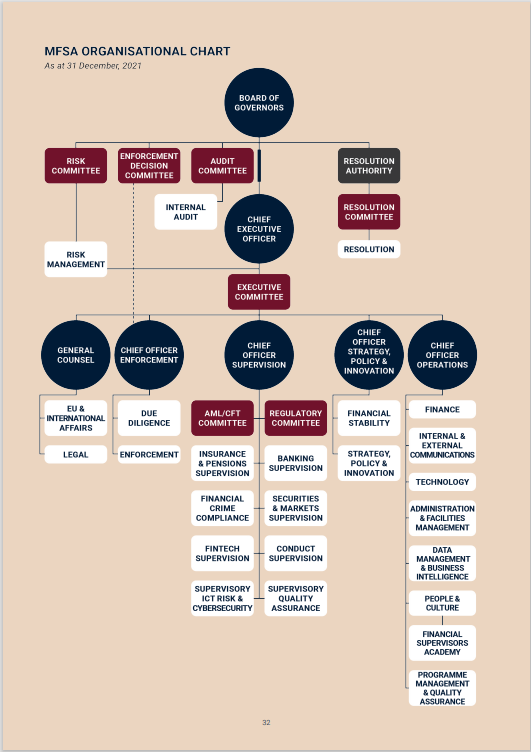 MFSA ORGANISATIONAL CHART
As at 31 December, 2021
BOARD OF
GOVERNORS
RISK
COMMITTEE
ENFORCEMENT
DECISION
COMMITTEE
AUDIT
COMMITTEE
RESOLUTION
AUTHORITY
INTERNAL
AUDIT
CHIEF
EXECUTIVE
OFFICER
RESOLUTION
COMMITTEE
RESOLUTION
RISK
MANAGEMENT
EXECUTIVE
COMMITTEE
GENERAL
COUNSEL
CHIEF OFFICER
ENFORCEMENT
CHIEF
OFFICER
SUPERVISION
CHIEF
OFFICER
STRATEGY,
POLICY &
INNOVATION
CHIEF
OFFICER
OPERATIONS
EU &
INTERNATIONAL
AFFAIRS
LEGAL
DUE
DILIGENCE
ENFORCEMENT
AML/CFT
COMMITTEE
REGULATORY
COMMITTEE
INSURANCE
& PENSIONS
SUPERVISION
BANKING
SUPERVISION
FINANCIAL
CRIME
COMPLIANCE
SECURITIES
& MARKETS
SUPERVISION
FINTECH
SUPERVISION
CONDUCT
SUPERVISION
SUPERVISORY
ICT RISK &
CYBERSECURITY
SUPERVISORY
QUALITY
ASSURANCE
FINANCIAL
STABILITY
STRATEGY,
POLICY &
INNOVATION
FINANCE
INTERNAL &
EXTERNAL
COMMUNICATIONS
TECHNOLOGY
ADMINISTRATION
& FACILITIES
MANAGEMENT
DATA
MANAGEMENT
& BUSINESS
INTELLIGENCE
PEOPLE &
CULTURE
FINANCIAL
SUPERVISORS
ACADEMY
PROGRAMME
MANAGEMENT
& QUALITY
ASSURANCE
32